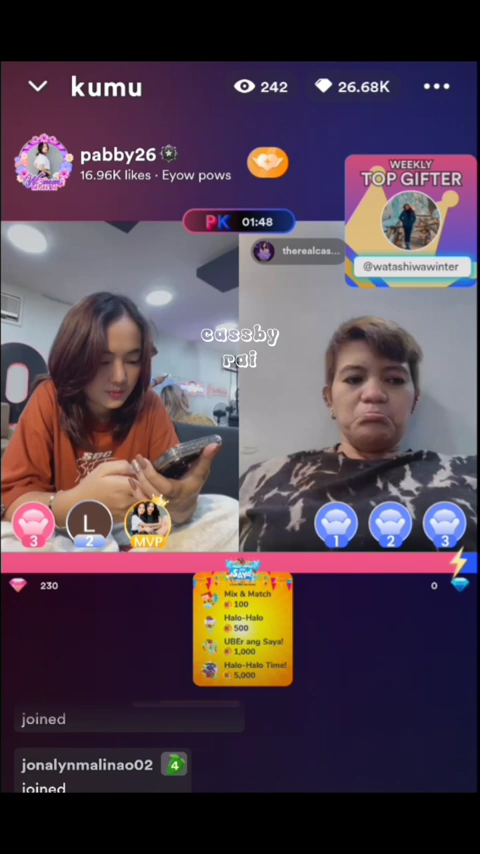 kumu
242
26.68K
pabby26
16.96K likes · Eyow pows
WEEKLY
TOP GIFTER
@watashiwawinter
PK 01:48
therealcas...
cassby
rai
SDC
3
L
2
MVP
1
2
3
230
0
Mix & Match
100
Halo-Halo
500
UBEr ang Saya!
1,000
Halo-Halo Time!
5,000
joined
jonalynmalinao02 4
joined